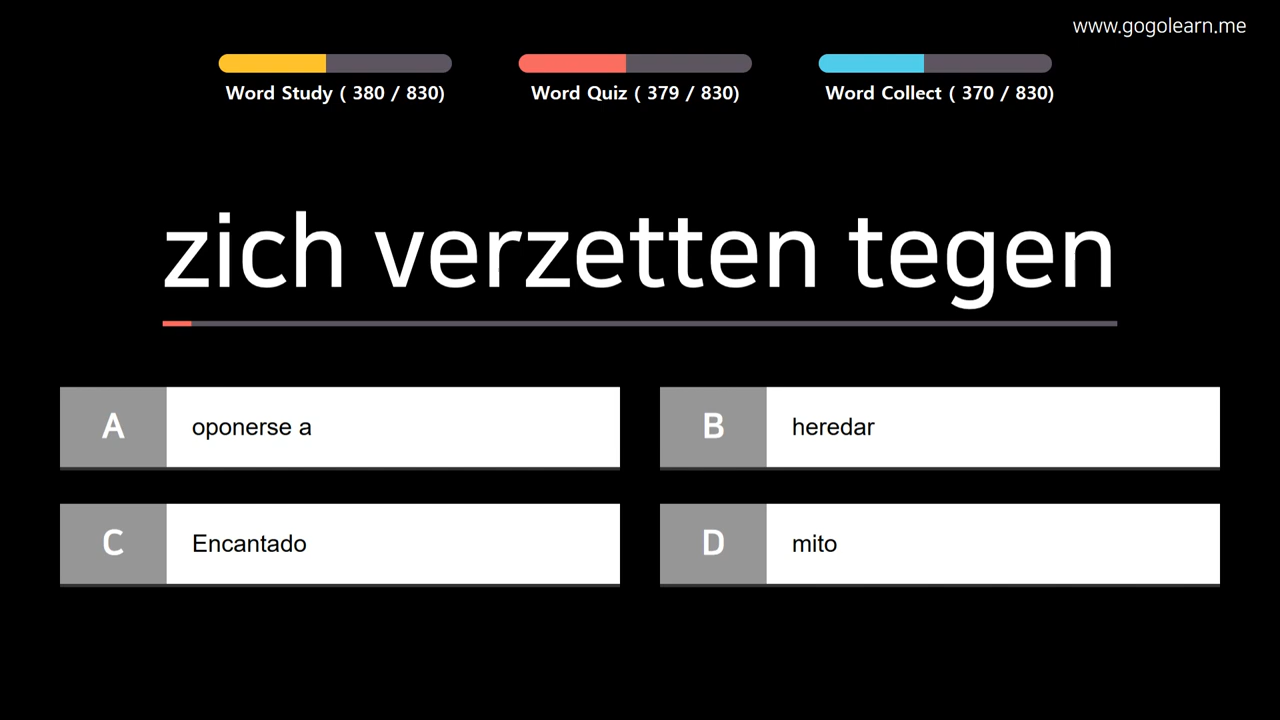 www.gogolearn.me
Word Study ( 380 / 830)
Word Quiz ( 379 / 830)
Word Collect ( 370 / 830)
zich verzetten tegen
A
oponerse a
B
heredar
C
Encantado
D
mito